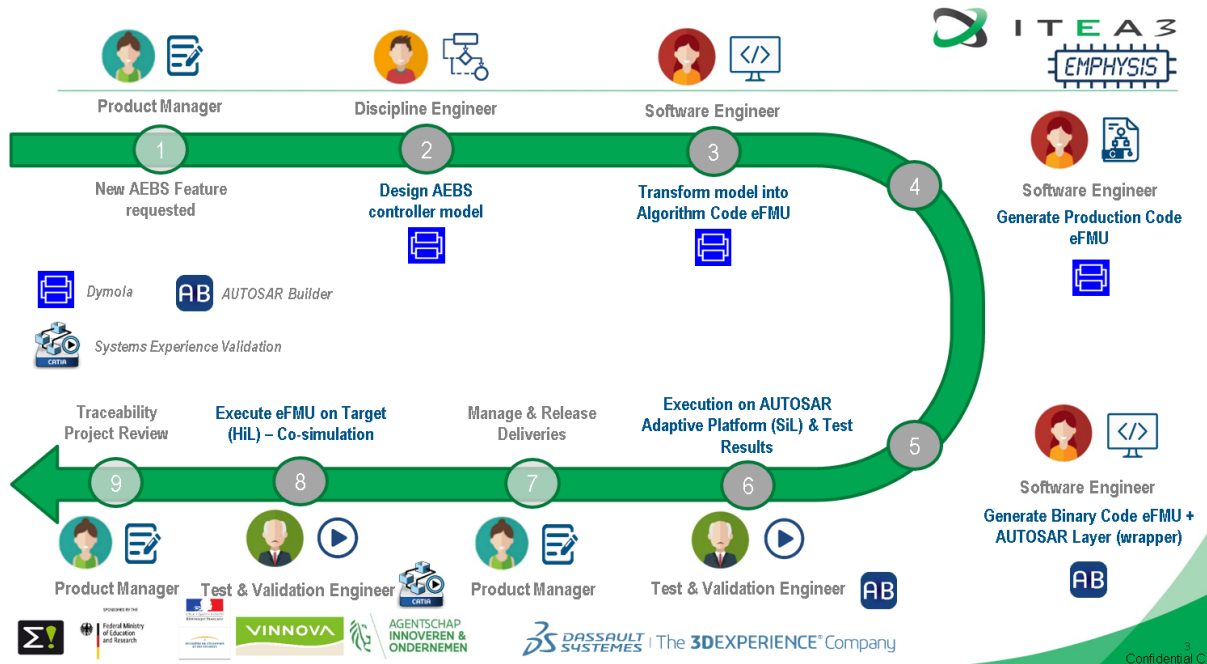 ITEA3
EMPHYSIS
Product Manager
Discipline Engineer
</>
Software Engineer
1
2
3
4
New AEBS Feature
requested
Design AEBS
controller model
Transform model into
Algorithm Code eFMU
C
Software Engineer
Generate Production Code
eFMU
Dymola
AB
AUTOSAR Builder
CATIA
Systems Experience Validation
Traceability
Project Review
Execute eFMU on Target
(HiL) – Co-simulation
Manage & Release
Deliveries
Execution on AUTOSAR
Adaptive Platform (SiL) & Test
Results
9
8
7
6
5
</>
Software Engineer
Generate Binary Code eFMU +
AUTOSAR Layer (wrapper)
AB
Product Manager
Test & Validation Engineer
CATIA
Product Manager
Test & Validation Engineer
AB
Σ!
SPONSORED BY THE
Federal Ministry
of Education
and Research
VINNOVA
AGENTSCHAP
INNOVEREN &
ONDERNEMEN
DASSAULT
SYSTEMES | The 3DEXPERIENCE® Company
3
Confidential C